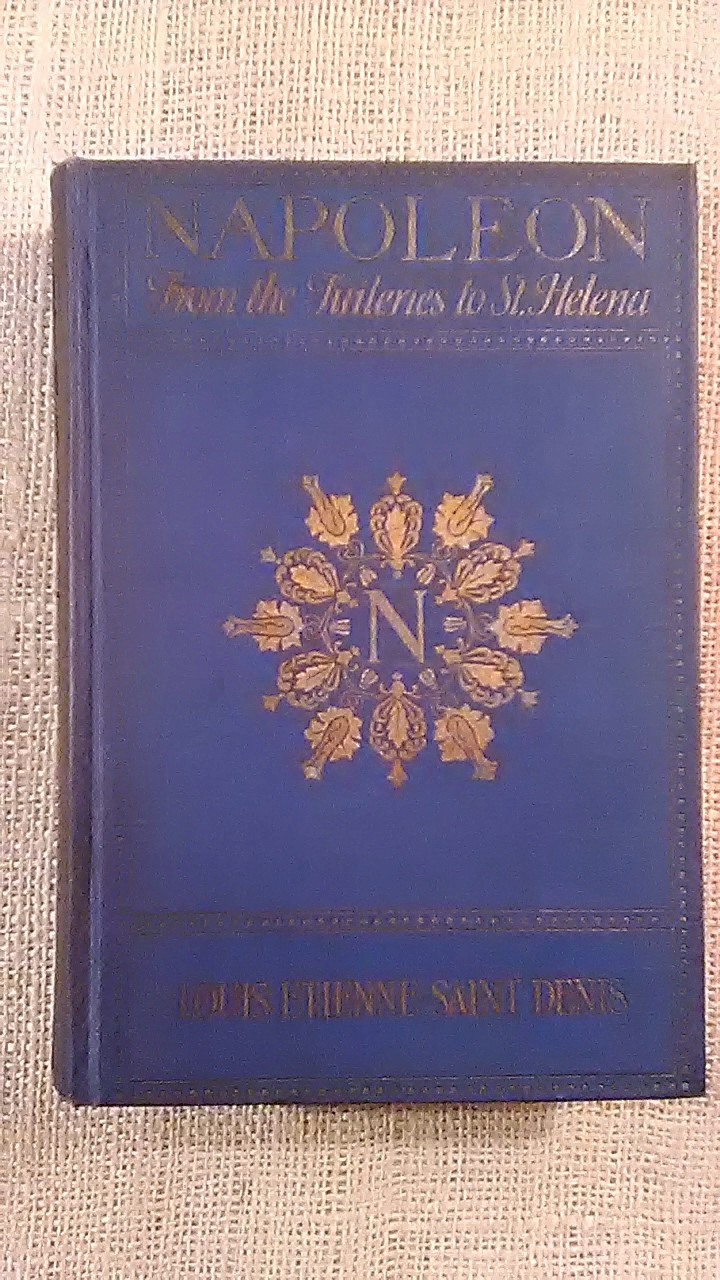 NAPOLEON
From the Tuileries to St. Helena
N
LOUIS ETIENNE SAINT DENIS